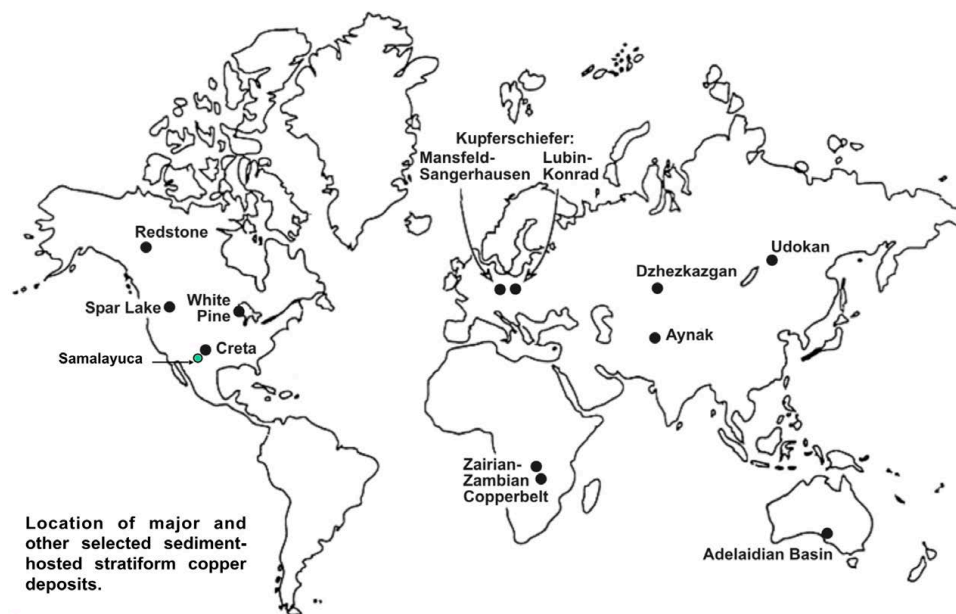 Kupferschiefer:
Mansfeld-
Sangerhausen
Lubin-
Konrad
Redstone
Udokan
Dzhezkazgan
Spar Lake
White
Pine
Creta
Aynak
Samalayuca
Zairian-
Zambian
Copperbelt
Location of major and
other selected sediment-
hosted stratiform copper
deposits.
Adelaidian Basin